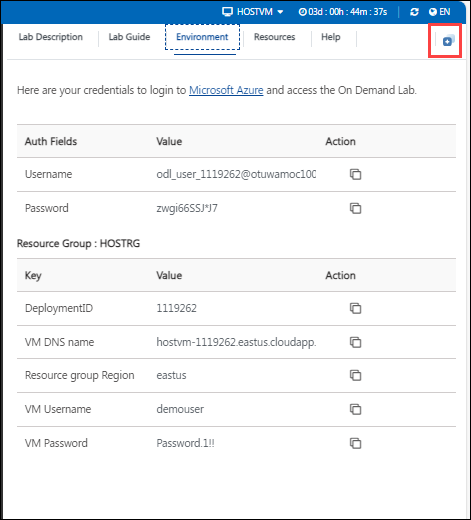 HOSTVM 03d : 00h : 44m : 37s EN
Lab Description Lab Guide Environment Resources Help
Here are your credentials to login to Microsoft Azure and access the On Demand Lab.
Auth Fields Value Action
Username odl_user_1119262@otuwamoc100
Password zwgi66SSJ*J7
Resource Group : HOSTRG
Key Value Action
DeploymentID 1119262
VM DNS name hostvm-1119262.eastus.cloudapp.
Resource group Region eastus
VM Username demouser
VM Password Password.1!!